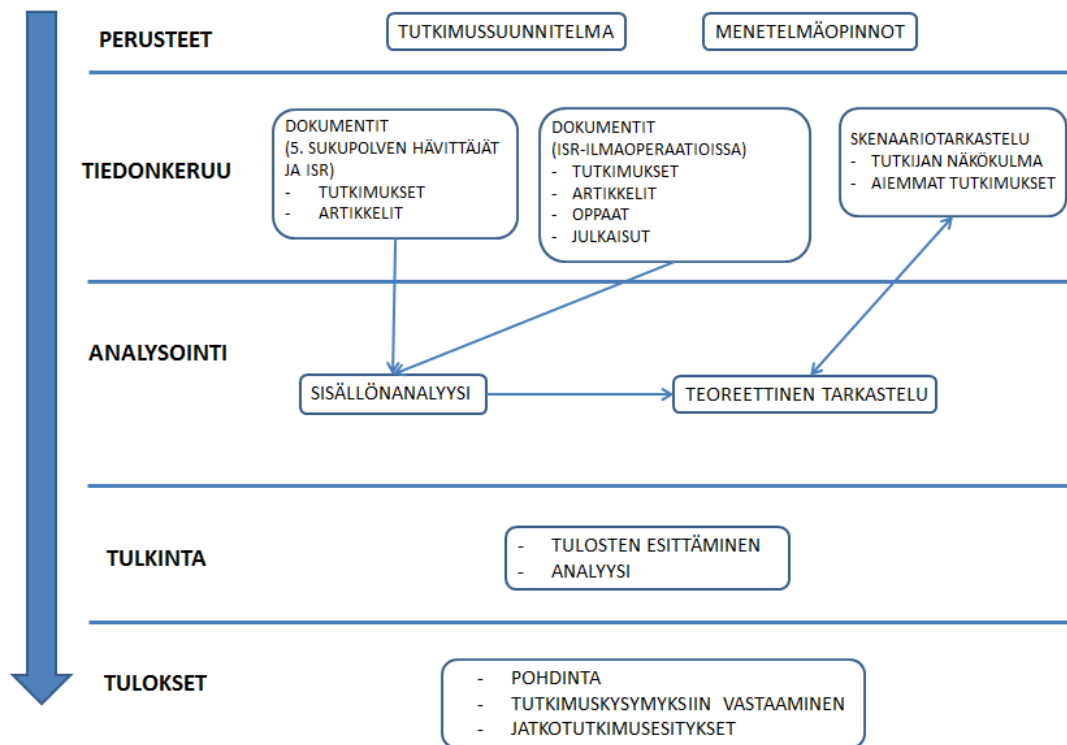 PERUSTEET
TUTKIMUSSUUNNITELMA
MENETELMÄOPINNOT
TIEDONKERUU
DOKUMENTIT
(5. SUKUPOLVEN HÄVITTÄJÄT
JA ISR)
- TUTKIMUKSET
- ARTIKKELIT
DOKUMENTIT
(ISR-ILMAOPERAATIOISSA)
- TUTKIMUKSET
- ARTIKKELIT
- OPPAAT
- JULKAISUT
SKENAARIOTARKASTELU
- TUTKIJAN NÄKÖKULMA
- AIEMMAT TUTKIMUKSET
ANALYSOINTI
SISÄLLÖNANALYYSI
TEOREETTINEN TARKASTELU
TULKINTA
- TULOSTEN ESITTÄMINEN
- ANALYYSI
TULOKSET
- POHDINTA
- TUTKIMUSKYSYMYKSIIN VASTAAMINEN
- JATKOTUTKIMUSESITYKSET